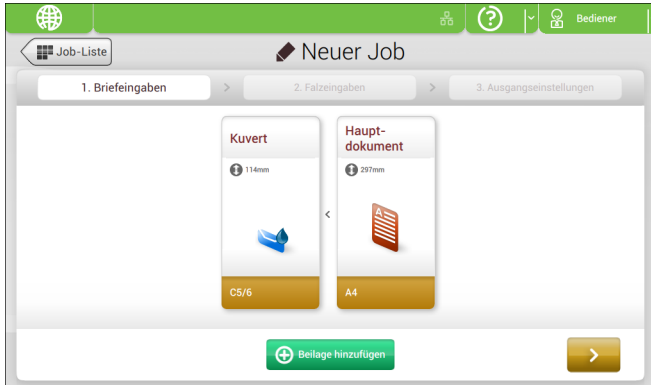 Bediener
Job-Liste
Neuer Job
1. Briefeingaben > 2. Falzeingaben > 3. Ausgangseinstellungen
Kuvert
114mm
C5/6
<
Haupt-
dokument
297mm
A
A4
Beilage hinzufügen